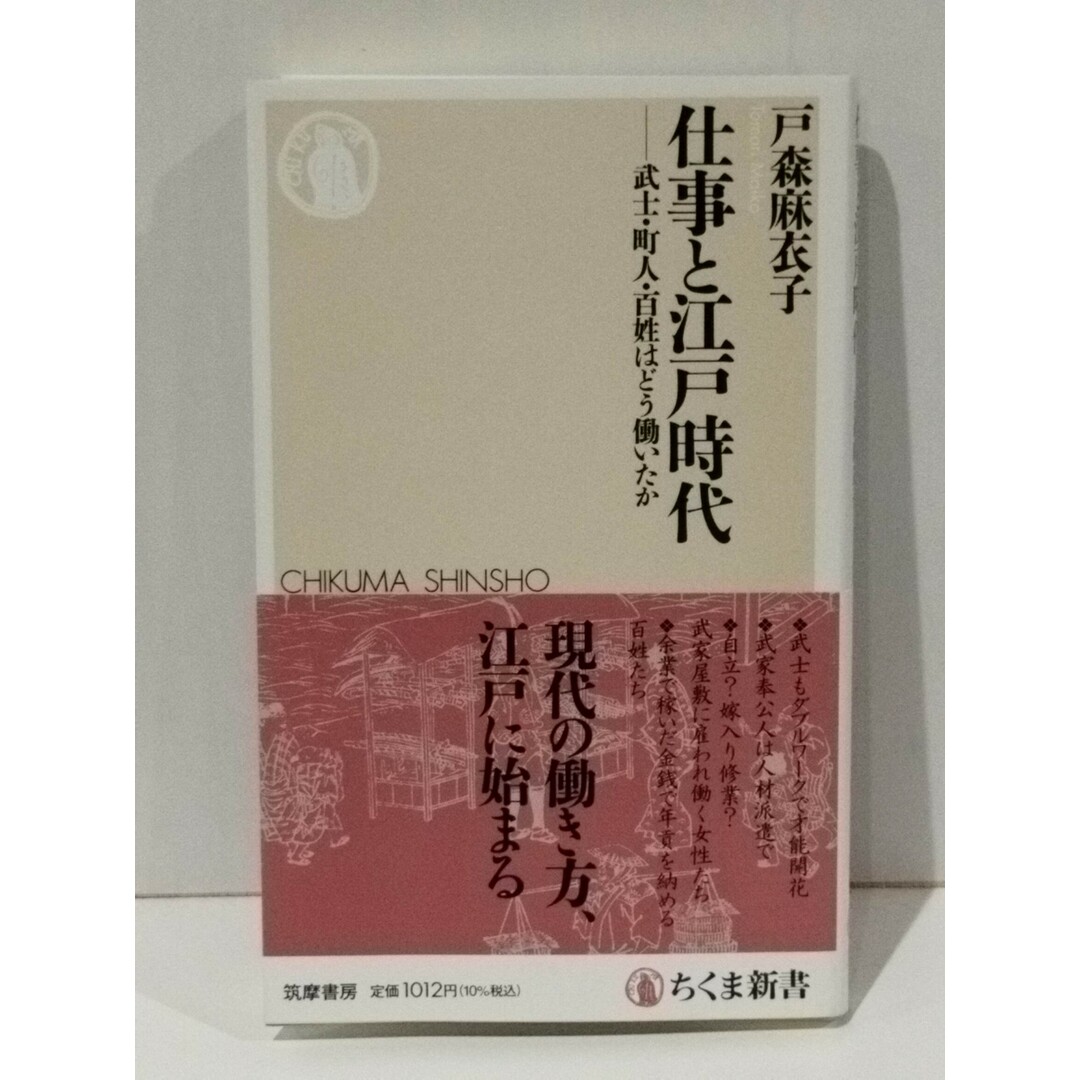 戸森麻衣子
Tomori Maiko
仕事と江戸時代
──武士・町人・百姓はどう働いたか
CHIKUMA SHINSHO
❖武士もダブルワークで才能開花
❖武家奉公人は人材派遣で
❖自立？嫁入り修業？
武家屋敷に雇われ働く女性たち
❖余業で稼いだ金銭で年貢を納める
百姓たち
現代の働き方、
江戸に始まる
筑摩書房 定価1012円(10%税込)
ちくま新書